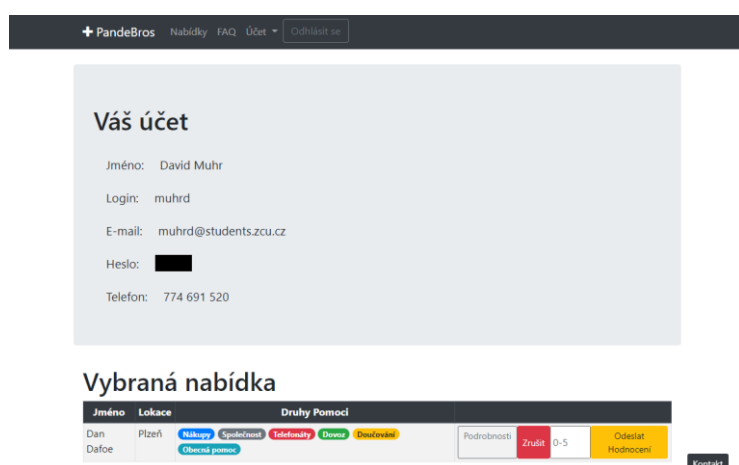 PandeBros Nabídky FAQ Účet Odhlásit se
Váš účet
Jméno: David Muhr
Login: muhrd
E-mail: muhrd@students.zcu.cz
Heslo:
Telefon: 774 691 520
Vybraná nabídka
Jméno Lokace Druhy Pomoci
Dan Dafoe Plzeň Nákupy Společnost Telefonáty Dovoz Doučování Podrobnosti Zrušit 0-5 Odeslat Hodnocení
Obecná pomoc
Kontakt